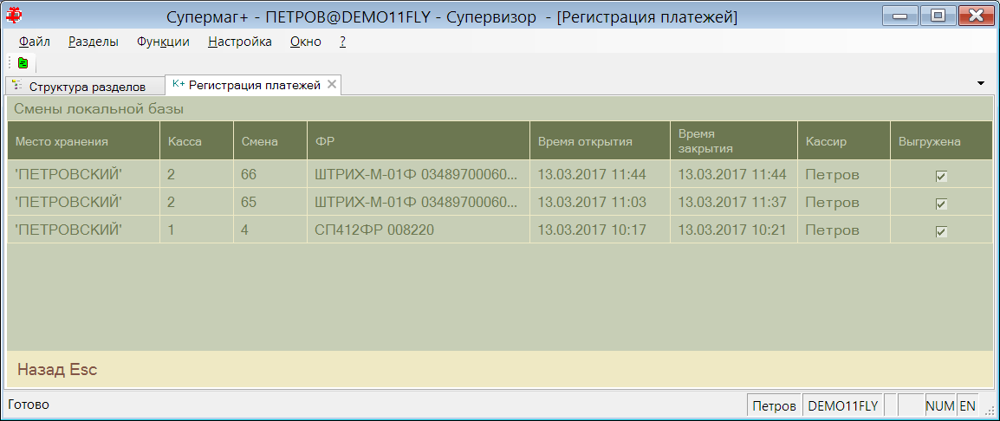 Супермаг+ - ПЕТРОВ@DEMO11FLY - Супервизор - [Регистрация платежей]
Файл Разделы Функции Настройка Окно ?
Структура разделов K+ Регистрация платежей
Смены локальной базы
Место хранения Касса Смена ФР Время открытия Время закрытия Кассир Выгружена
'ПЕТРОВСКИЙ' 2 66 ШТРИХ-М-01Ф 03489700060... 13.03.2017 11:44 13.03.2017 11:44 Петров
'ПЕТРОВСКИЙ' 2 65 ШТРИХ-М-01Ф 03489700060... 13.03.2017 11:03 13.03.2017 11:37 Петров
'ПЕТРОВСКИЙ' 1 4 СП412ФР 008220 13.03.2017 10:17 13.03.2017 10:21 Петров
Назад Esc
Готово Петров DEMO11FLY NUM EN